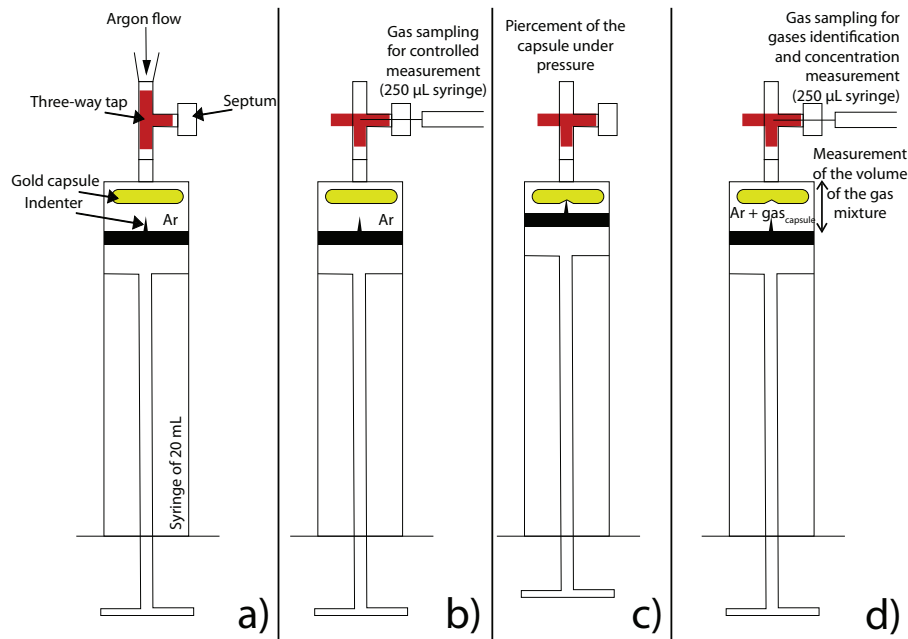 Argon flow
Three-way tap
Septum
Gold capsule
Indenter
Ar
Syringe of 20 mL
a)
Gas sampling
for controlled
measurement
(250 µL syringe)
Ar
b)
Piercement of the
capsule under
pressure
c)
Gas sampling for
gases identification
and concentration
measurement
(250 µL syringe)
Measurement
of the volume
of the gas
mixture
Ar + gas capsule
d)